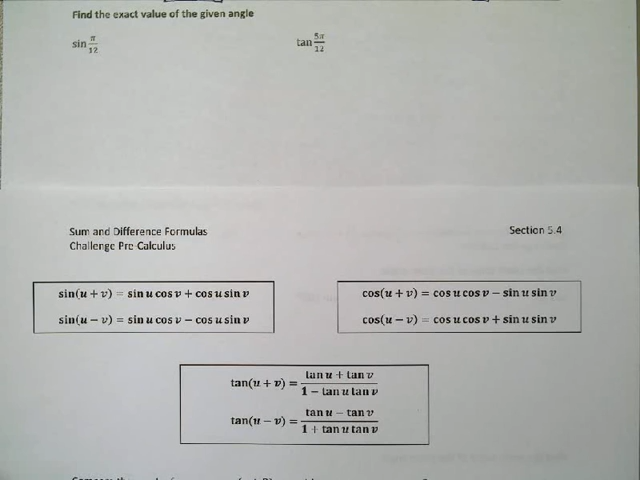 Find the exact value of the given angle
sin π/12 tan 5π/12
Sum and Difference Formulas Section 5.4
Challenge Pre-Calculus
sin(u + v) = sin u cos v + cos u sin v
sin(u − v) = sin u cos v − cos u sin v
cos(u + v) = cos u cos v − sin u sin v
cos(u − v) = cos u cos v + sin u sin v
tan(u + v) = (tan u + tan v)/(1 − tan u tan v)
tan(u − v) = (tan u − tan v)/(1 + tan u tan v)